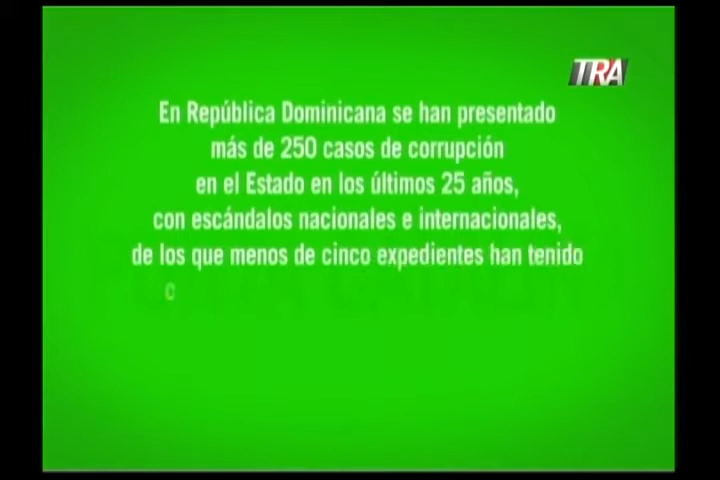 TRA
En República Dominicana se han presentado
más de 250 casos de corrupción
en el Estado en los últimos 25 años,
con escándalos nacionales e internacionales,
de los que menos de cinco expedientes han tenido
c